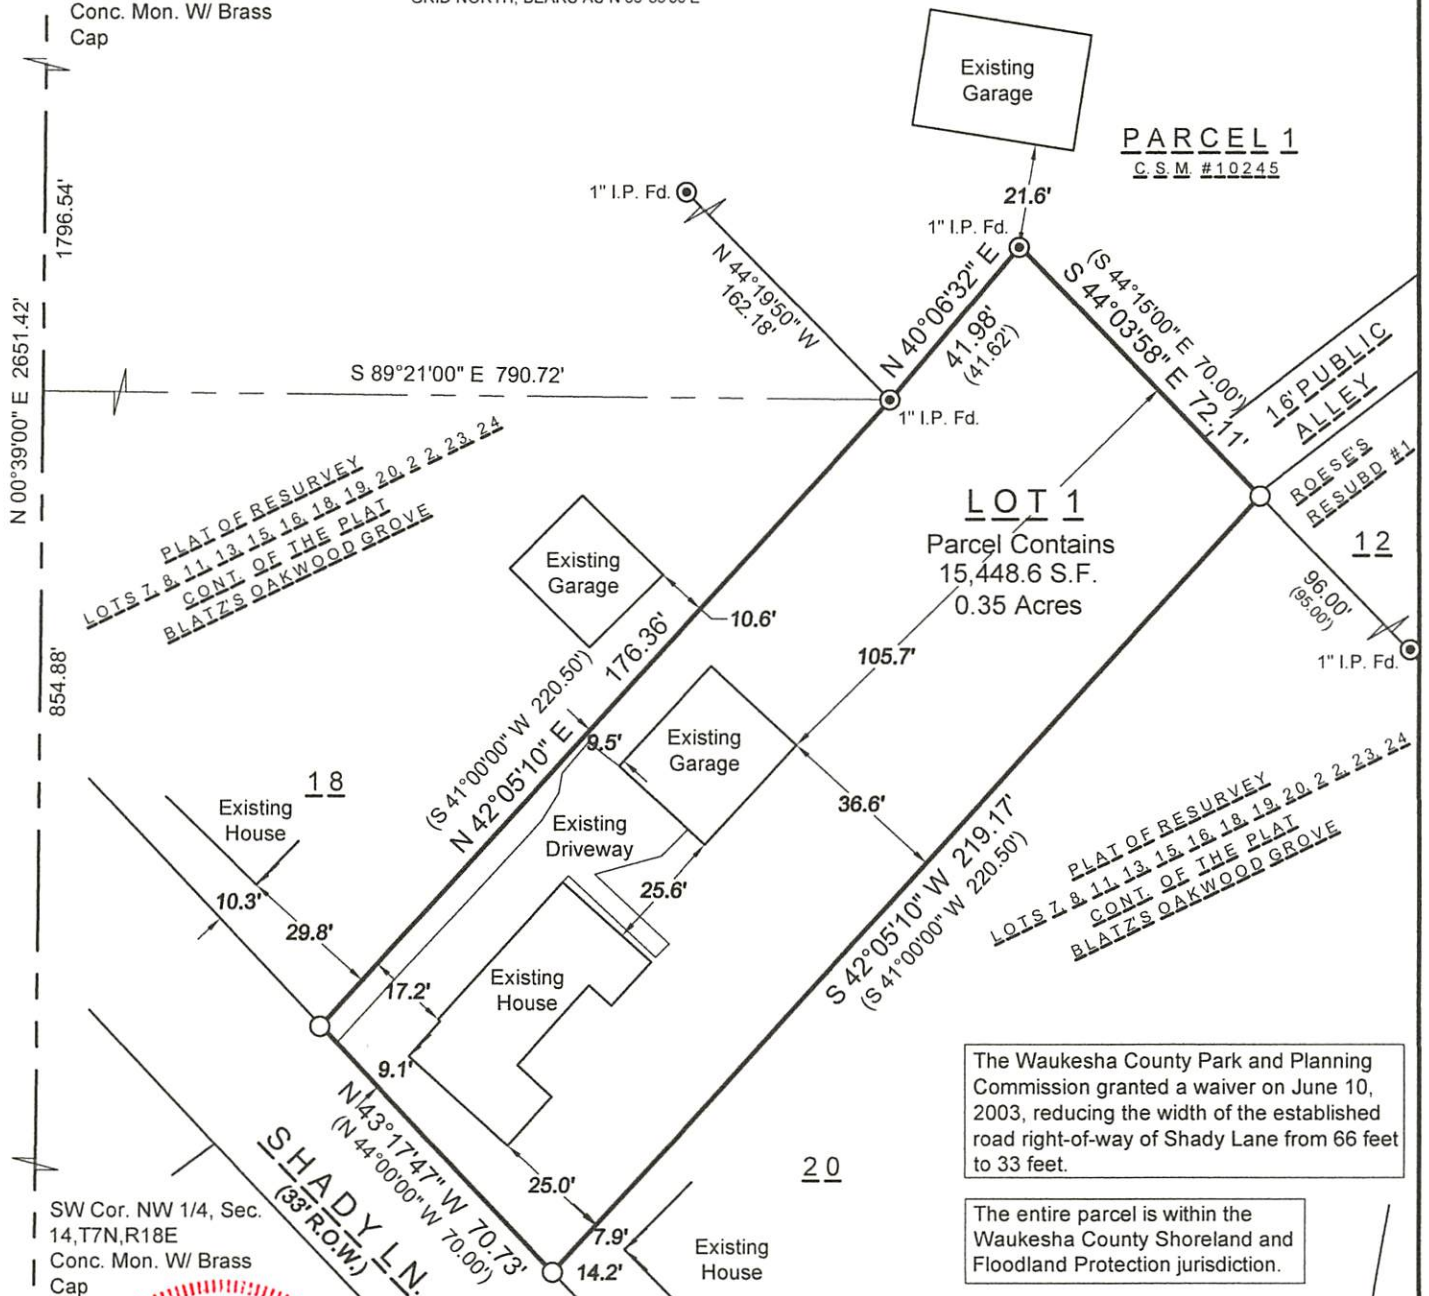 Conc. Mon. W/ Brass
Cap
Existing
Garage
PARCEL 1
C.S.M. #10245
21.6'
1" I.P. Fd.
1" I.P. Fd.
1796.54'
N 44°19'50" W
162.18'
N 40°06'32" E
41.98'
(41.62')
(S 44°15'00" E 70.00')
S 44°03'58" E 72.11'
16' PUBLIC
ALLEY
N 00°39'00" E 2651.42'
S 89°21'00" E 790.72'
1" I.P. Fd.
ROESE'S
RESUBD #1
PLAT OF RESURVEY
LOTS 7, 8, 11, 13, 15, 16, 18, 19, 20, 22, 23, 24
CONT. OF THE PLAT
BLATZ'S OAKWOOD GROVE
LOT 1
Parcel Contains
15,448.6 S.F.
0.35 Acres
12
96.00'
(95.00')
1" I.P. Fd.
Existing
Garage
10.6'
105.7'
854.88'
(S 41°00'00" W 220.50')
N 42°05'10" E 176.36'
9.5'
Existing
Garage
36.6'
18
Existing
House
Existing
Driveway
25.6'
10.3'
29.8'
S 42°05'10" W 219.17'
(S 41°00'00" W 220.50')
PLAT OF RESURVEY
LOTS 7, 8, 11, 13, 15, 16, 18, 19, 20, 22, 23, 24
CONT. OF THE PLAT
BLATZ'S OAKWOOD GROVE
17.2'
Existing
House
9.1'
N 43°17'47" W 70.73'
(N 44°00'00" W 70.00')
The Waukesha County Park and Planning
Commission granted a waiver on June 10,
2003, reducing the width of the established
road right-of-way of Shady Lane from 66 feet
to 33 feet.
SHADY LN.
(33' R.O.W.)
20
25.0'
7.9'
14.2'
Existing
House
SW Cor. NW 1/4, Sec.
14,T7N,R18E
Conc. Mon. W/ Brass
Cap
The entire parcel is within the
Waukesha County Shoreland and
Floodland Protection jurisdiction.